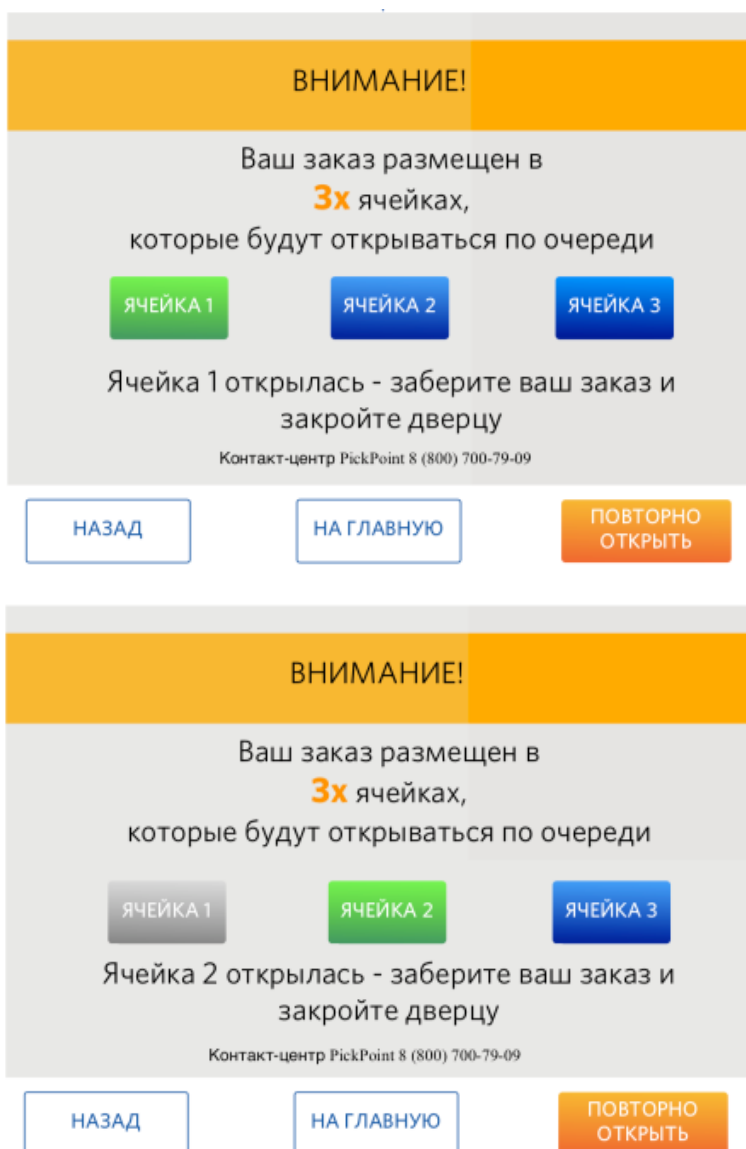 ВНИМАНИЕ!
Ваш заказ размещен в
3х ячейках,
которые будут открываться по очереди
ЯЧЕЙКА 1
ЯЧЕЙКА 2
ЯЧЕЙКА 3
Ячейка 1 открылась - заберите ваш заказ и
закройте дверцу
Контакт-центр PickPoint 8 (800) 700-79-09
НАЗАД
НА ГЛАВНУЮ
ПОВТОРНО
ОТКРЫТЬ
ВНИМАНИЕ!
Ваш заказ размещен в
3х ячейках,
которые будут открываться по очереди
ЯЧЕЙКА 1
ЯЧЕЙКА 2
ЯЧЕЙКА 3
Ячейка 2 открылась - заберите ваш заказ и
закройте дверцу
Контакт-центр PickPoint 8 (800) 700-79-09
НАЗАД
НА ГЛАВНУЮ
ПОВТОРНО
ОТКРЫТЬ